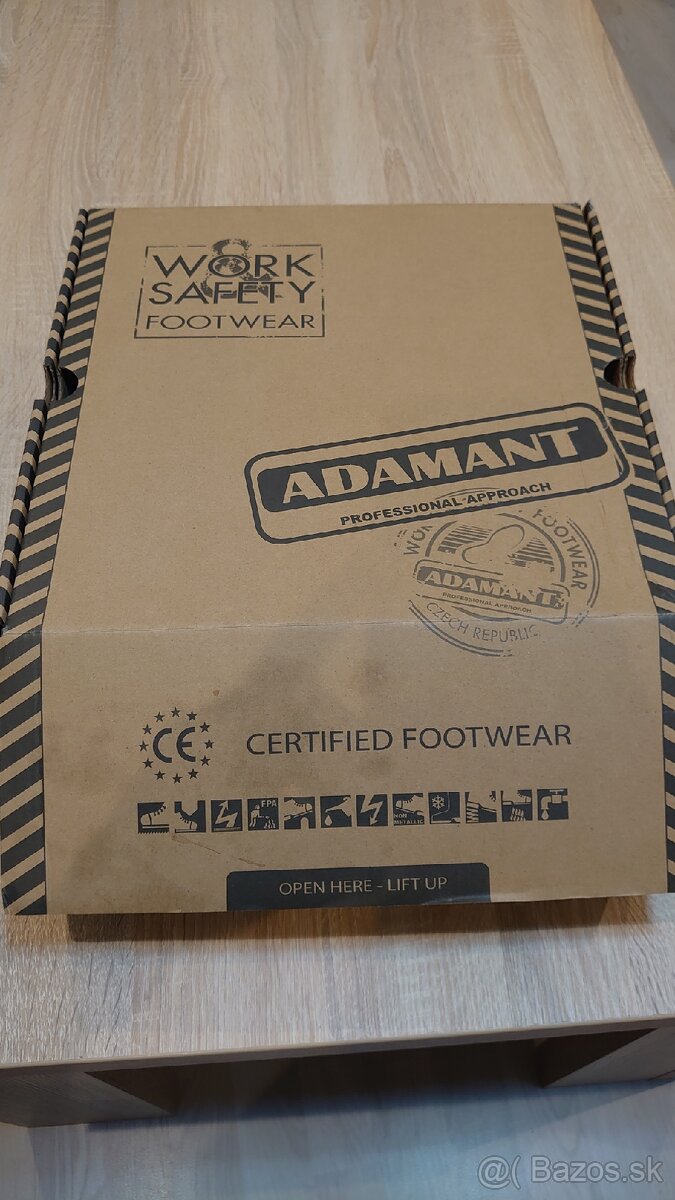 WORK &
SAFETY
FOOTWEAR
ADAMANT
PROFESSIONAL APPROACH
FOOTWEAR
ADAMANT
PROFESSIONAL APPROACH
CZECH REPUBLIC
CE CERTIFIED FOOTWEAR
FPA
NON
METALLIC
OPEN HERE - LIFT UP
@( Bazos.sk